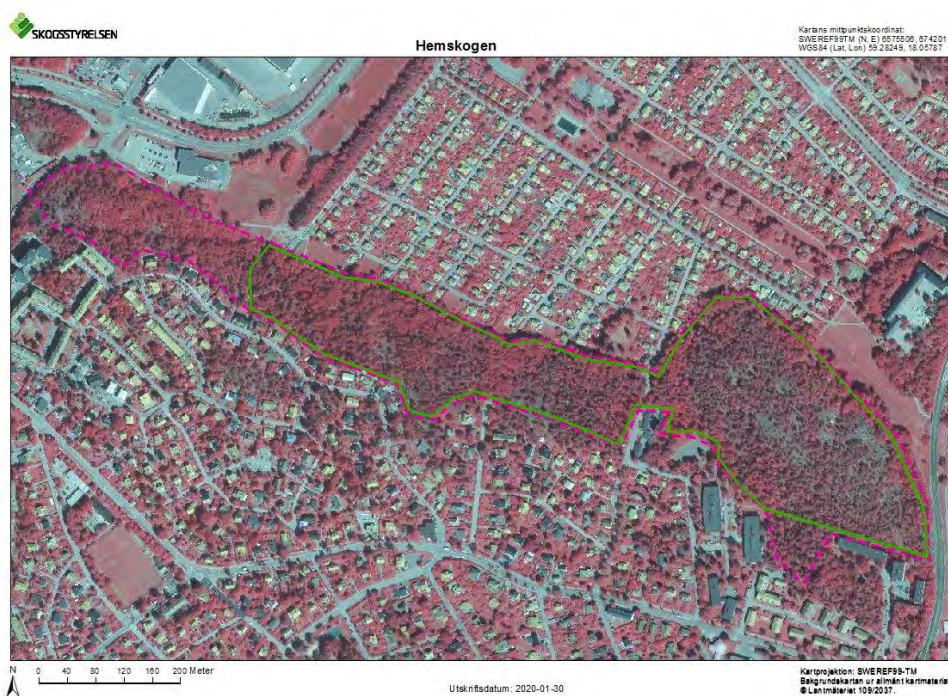 SKOGSSTYRELSEN
Hemskogen
Kartans mittpunktskoordinat:
SWEREF99TM (N, E) 6575506, 674201
WGS84 (Lat, Lon) 59.28249, 18.05787
N
0 40 80 120 160 200 Meter
Utskriftsdatum: 2020-01-30
Kartprojektion: SWEREF99-TM
Bakgrundskartan ur allmänt kartmateria
© Lantmäteriet 109/2037.